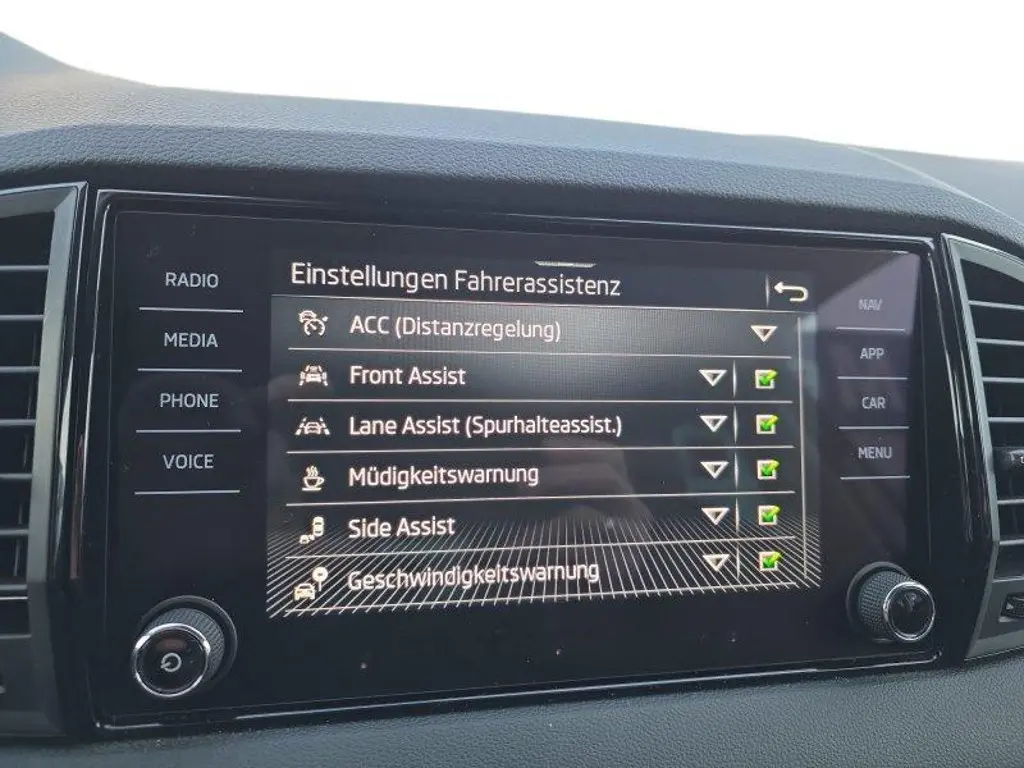 Einstellungen Fahrerassistenz
RADIO
MEDIA
PHONE
VOICE
ACC (Distanzregelung)
Front Assist
Lane Assist (Spurhalteassist.)
Müdigkeitswarnung
Side Assist
Geschwindigkeitswarnung
NAV
APP
CAR
MENU